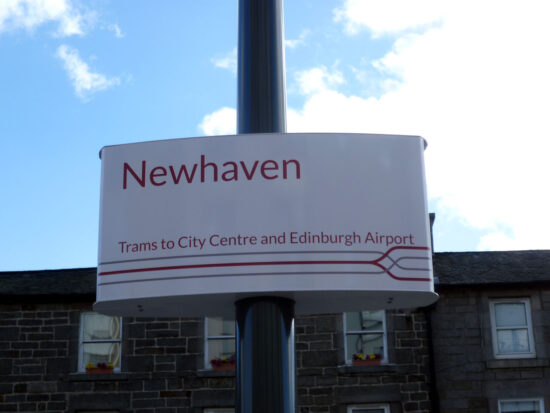 Newhaven
Trams to City Centre and Edinburgh Airport